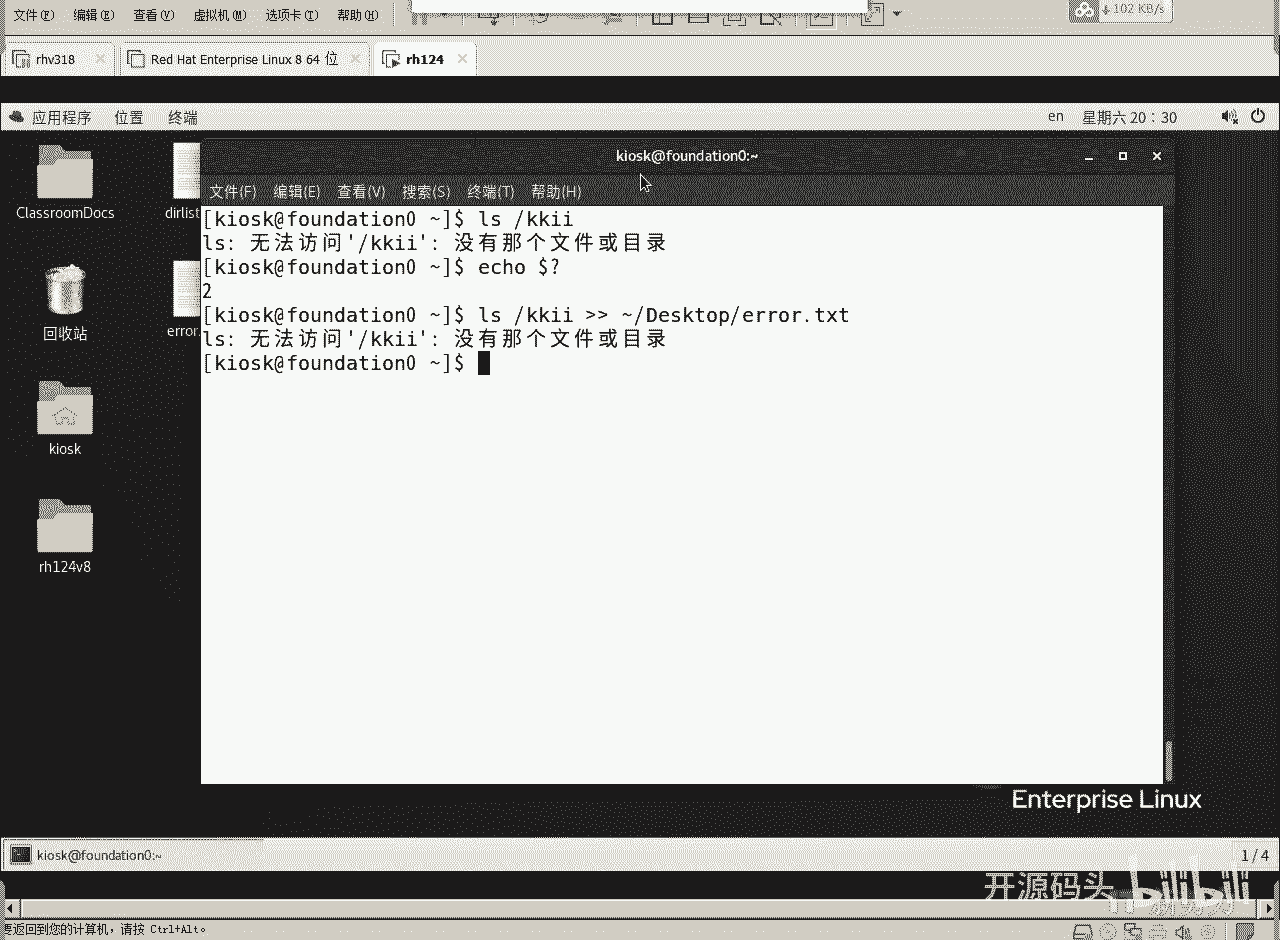 文件(F) 编辑(E) 查看(V) 虚拟机(M) 选项卡(T) 帮助(H)
102 KB/s
rhv318 Red Hat Enterprise Linux 8 64 位 rh124
应用程序 位置 终端 en 星期六 20：30
kiosk@foundation0:~
文件(F) 编辑(E) 查看(V) 搜索(S) 终端(T) 帮助(H)
ClassroomDocs
dirlist
回收站
error.
kiosk
rh124v8
[kiosk@foundation0 ~]$ ls /kkii
ls: 无法访问'/kkii': 没有那个文件或目录
[kiosk@foundation0 ~]$ echo $?
2
[kiosk@foundation0 ~]$ ls /kkii >> ~/Desktop/error.txt
ls: 无法访问'/kkii': 没有那个文件或目录
[kiosk@foundation0 ~]$
Enterprise Linux
kiosk@foundation0:~ 1 / 4
开源码头 bilibili
要返回到您的计算机，请按 Ctrl+Alt。